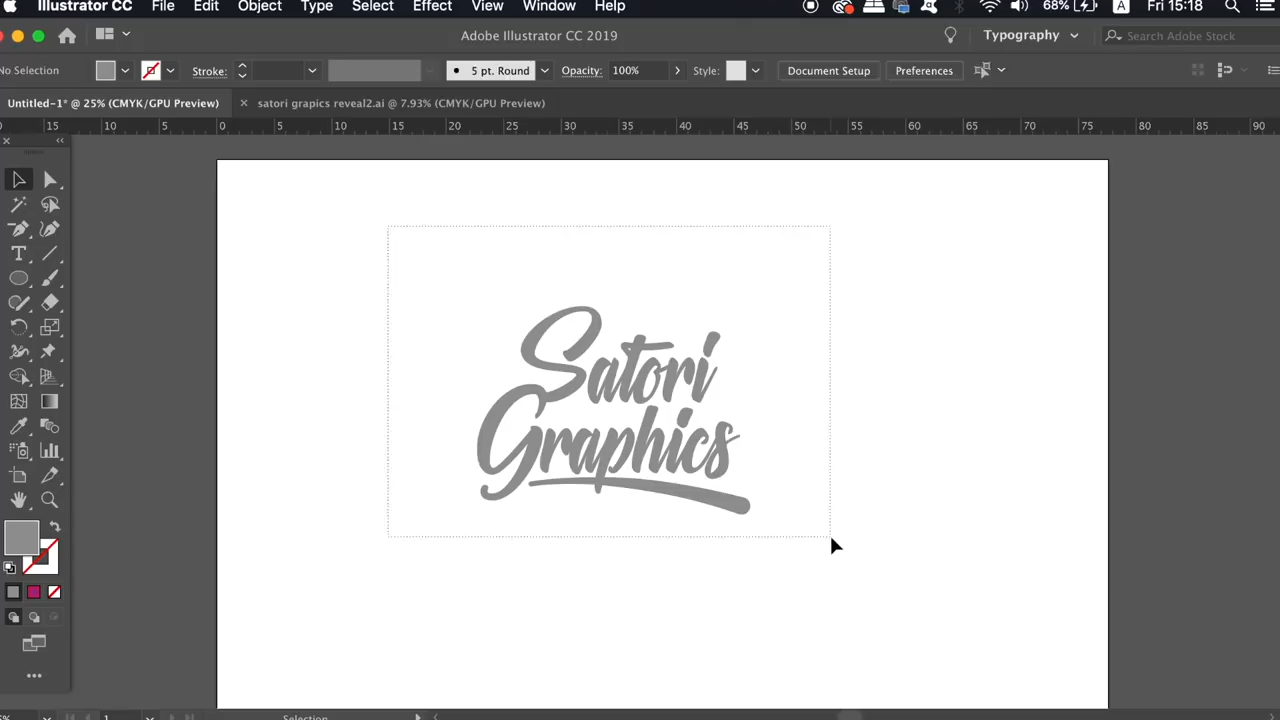 Illustrator CC File Edit Object Type Select Effect View Window Help 68% A Fri 15:18
Adobe Illustrator CC 2019 Typography Search Adobe Stock
No Selection Stroke: 5 pt. Round Opacity: 100% Style: Document Setup Preferences
Untitled-1* @ 25% (CMYK/GPU Preview) satori grapics reveal2.ai @ 7.93% (CMYK/GPU Preview)
15 10 5 0 5 10 15 20 25 30 35 40 45 50 55 60 65 70 75 80 85 90
Satori
Graphics
1 Selection